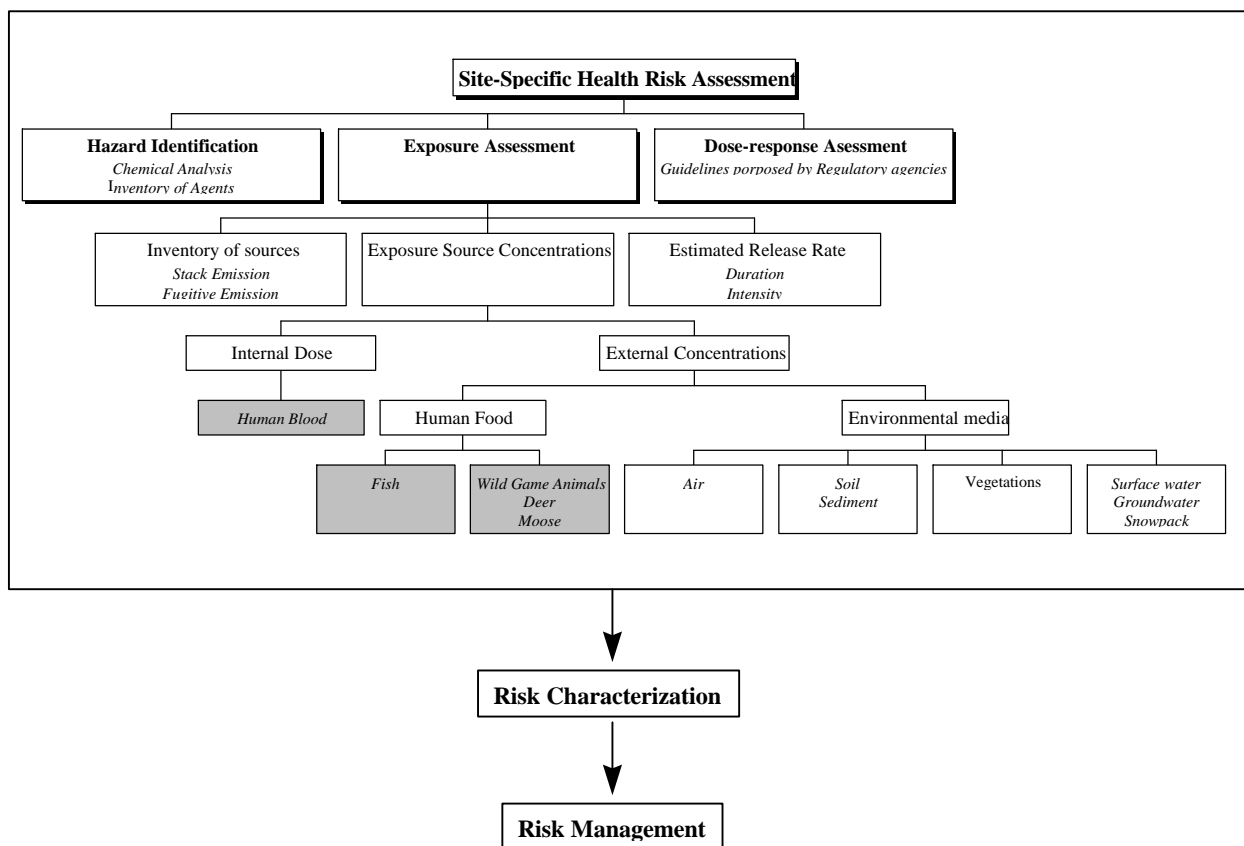 Site-Specific Health Risk Assessment
Hazard Identification
Chemical Analysis
Inventory of Agents
Exposure Assessment
Dose-response Asessment
Guidelines porposed by Regulatory agencies
Inventory of sources
Stack Emission
Fugitive Emission
Exposure Source Concentrations
Estimated Release Rate
Duration
Intensity
Internal Dose
External Concentrations
Human Blood
Human Food
Environmental media
Fish
Wild Game Animals
Deer
Moose
Air
Soil
Sediment
Vegetations
Surface water
Groundwater
Snowpack
Risk Characterization
Risk Management